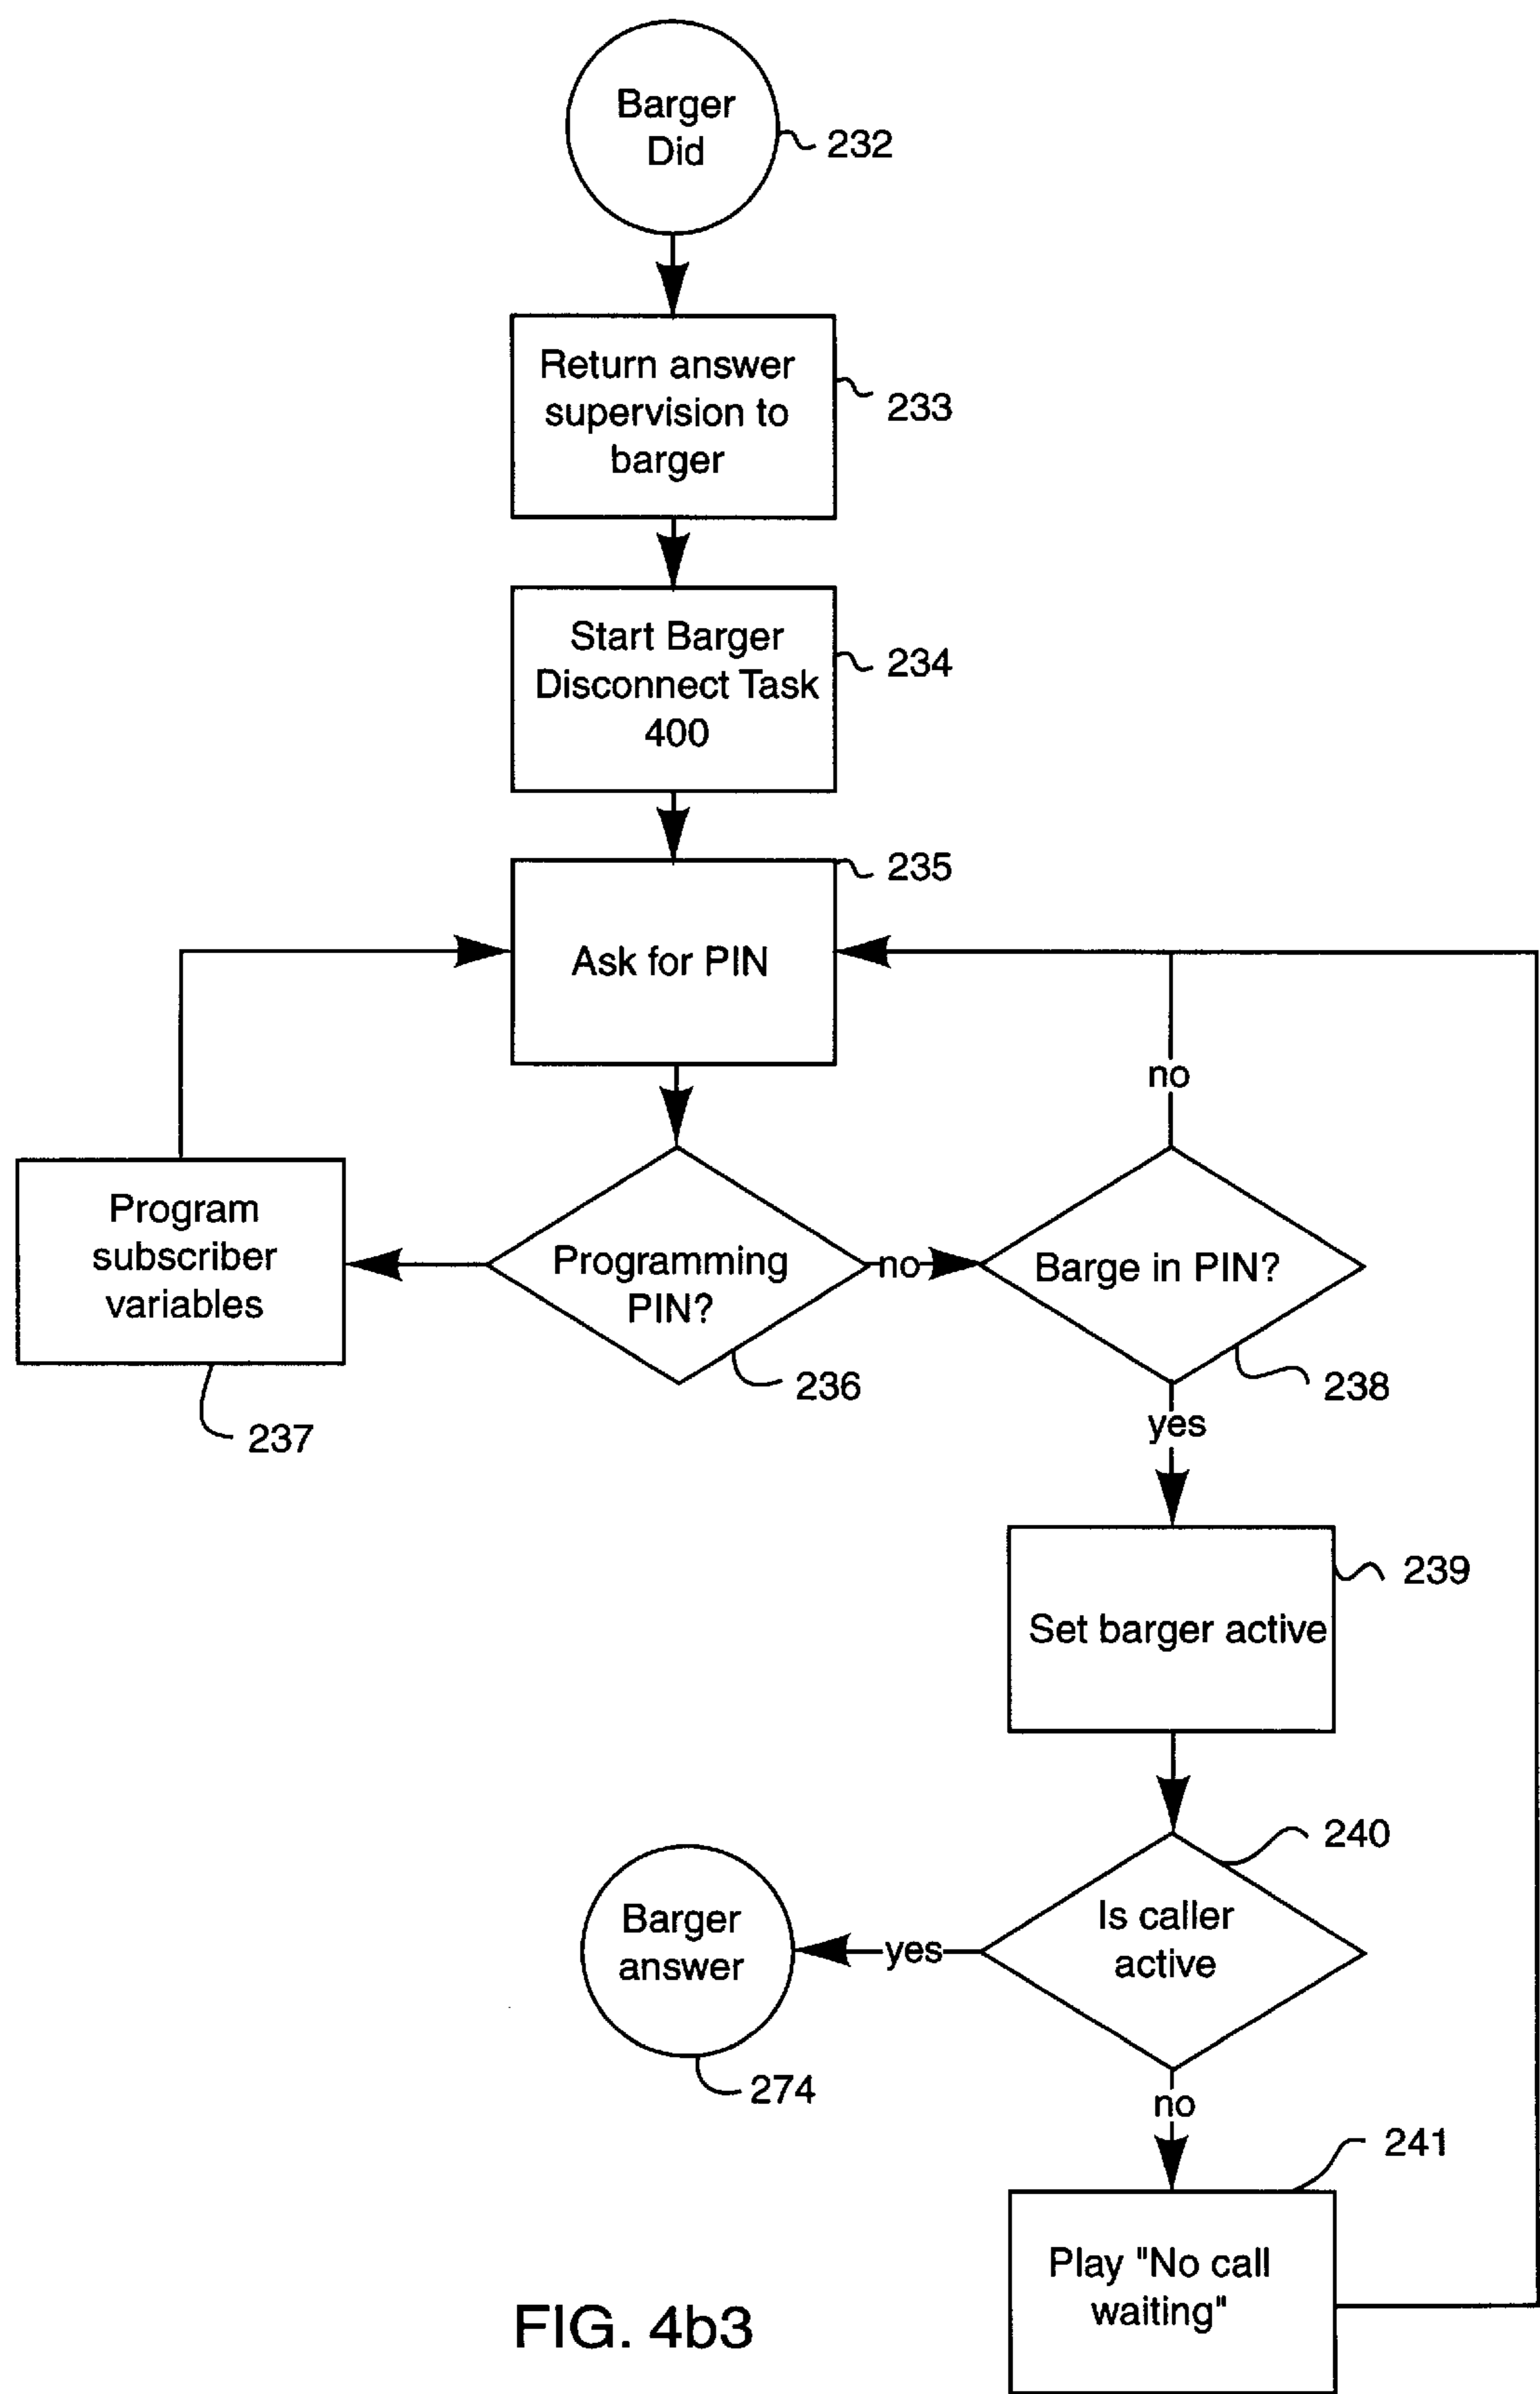 Barger
Did
232
Return answer
supervision to
barger
233
Start Barger
Disconnect Task
400
234
235
Ask for PIN
no
Program
subscriber
variables
237
Programming
PIN?
236
no
Barge in PIN?
238
yes
239
Set barger active
240
Is caller
active
yes
Barger
answer
274
no
241
Play "No call
waiting"
FIG. 4b3